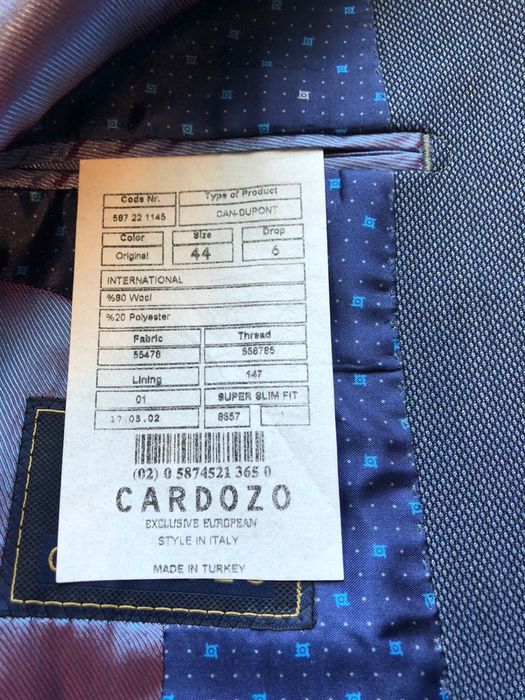 Code Nr. Type of Product
587 22 1145 CAN-DUPONT
Color Size Drop
Original 44 6
INTERNATIONAL
%80 Wool
%20 Polyester
Fabric Thread
55478 558785
Lining 147
01 SUPER SLIM FIT
17.03.02 8657
(02) 0 5874521 365 0
CARDOZO
EXCLUSIVE EUROPEAN
STYLE IN ITALY
MADE IN TURKEY